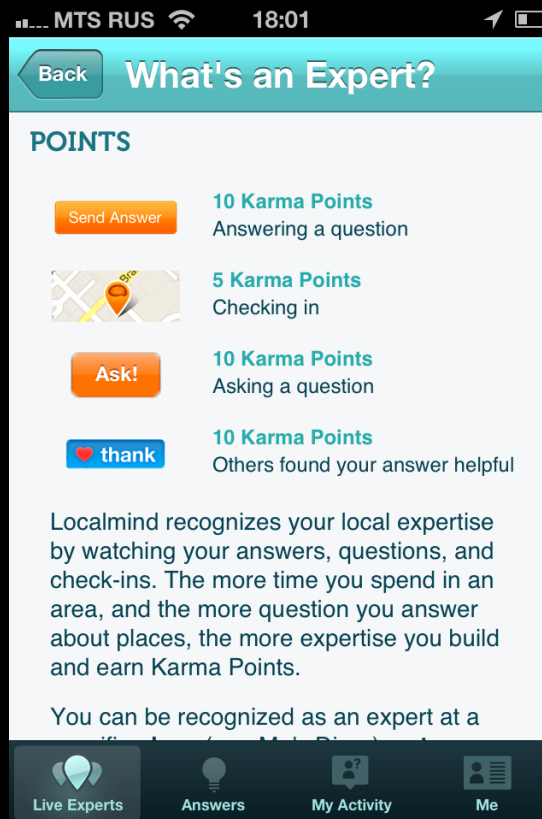 MTS RUS 18:01
Back What's an Expert?
POINTS
Send Answer
10 Karma Points
Answering a question
5 Karma Points
Checking in
Ask!
10 Karma Points
Asking a question
thank
10 Karma Points
Others found your answer helpful
Localmind recognizes your local expertise
by watching your answers, questions, and
check-ins. The more time you spend in an
area, and the more question you answer
about places, the more expertise you build
and earn Karma Points.
You can be recognized as an expert at a
Live Experts Answers My Activity Me